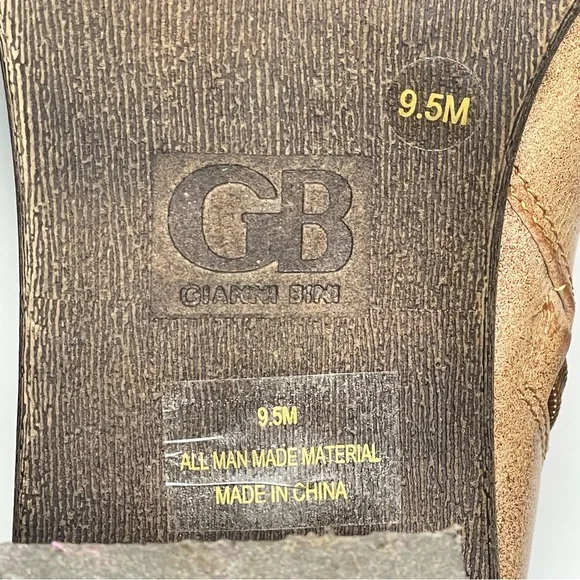 9.5M
GB
GIANNI BINI
9.5M
ALL MAN MADE MATERIAL
MADE IN CHINA